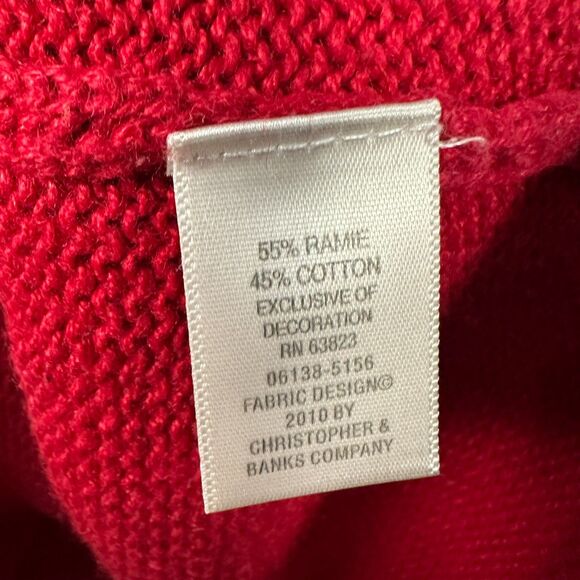 55% RAMIE
45% COTTON
EXCLUSIVE OF
DECORATION
RN 63823
06138-5156
FABRIC DESIGN©
2010 BY
CHRISTOPHER &
BANKS COMPANY